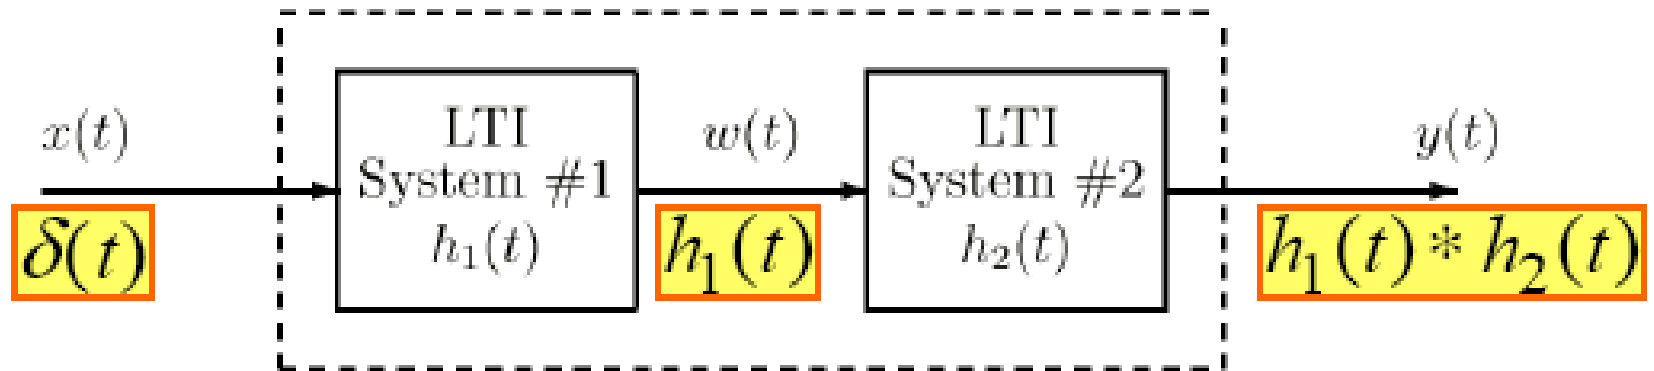 x(t)
δ(t)
LTI
System #1
h₁(t)
w(t)
h₁(t)
LTI
System #2
h₂(t)
y(t)
h₁(t) * h₂(t)